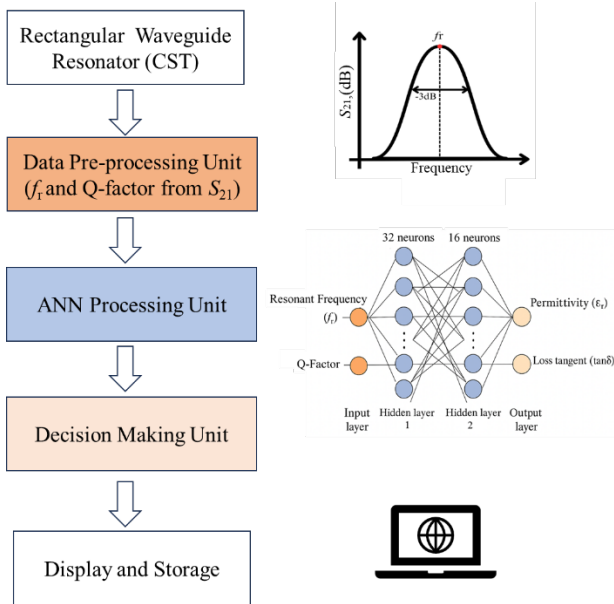 Rectangular Waveguide
Resonator (CST)
Data Pre-processing Unit
(fr and Q-factor from S21)
ANN Processing Unit
Decision Making Unit
Display and Storage
fr
-3dB
S21,(dB)
Frequency
32 neurons 16 neurons
Resonant Frequency
(fr)
Q-Factor
Permittivity (εr)
Loss tangent (tanδ)
Input
layer
Hidden layer
1
Hidden layer
2
Output
layer